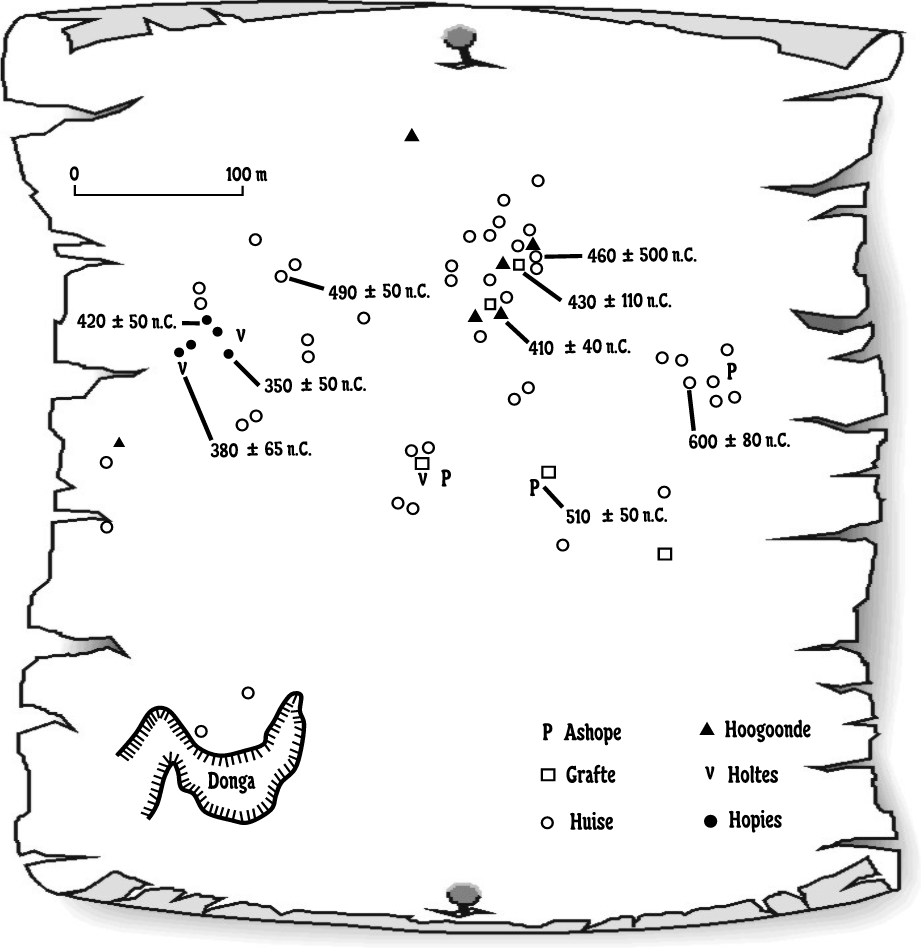 0 100 m
460 ± 500 n.C.
490 ± 50 n.C.
430 ± 110 n.C.
420 ± 50 n.C.
V
410 ± 40 n.C.
V
P
350 ± 50 n.C.
600 ± 80 n.C.
380 ± 65 n.C.
V P
P
510 ± 50 n.C.
P Ashope
Hoogoonde
Grafte
V Holtes
Huise
Hopies
Donga